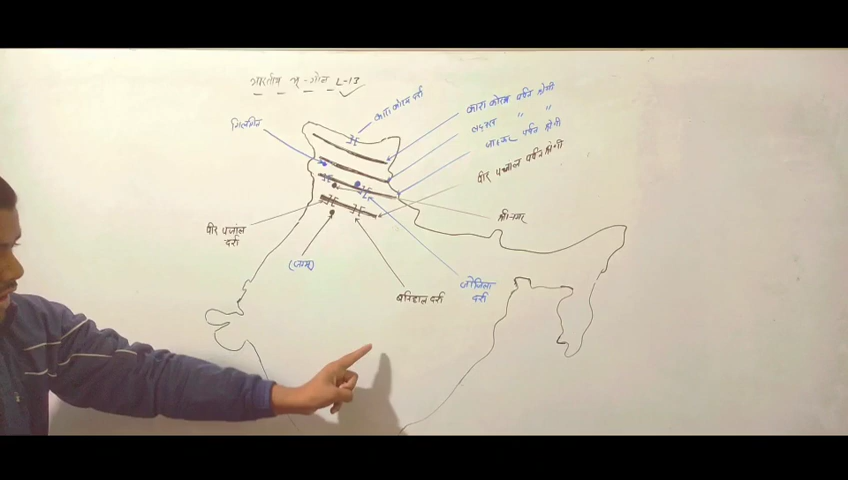 भारतीय भू-गोल L-13
काराकोरम दर्रा
काराकोरम पर्वत श्रेणी
लद्दाख " "
जास्कर पर्वत श्रेणी
पीर पंजाल पर्वत श्रेणी
गिलगित
श्रीनगर
पीर पंजाल
दर्रा
(जम्मू)
बनिहाल दर्रा
जोजिला
दर्रा